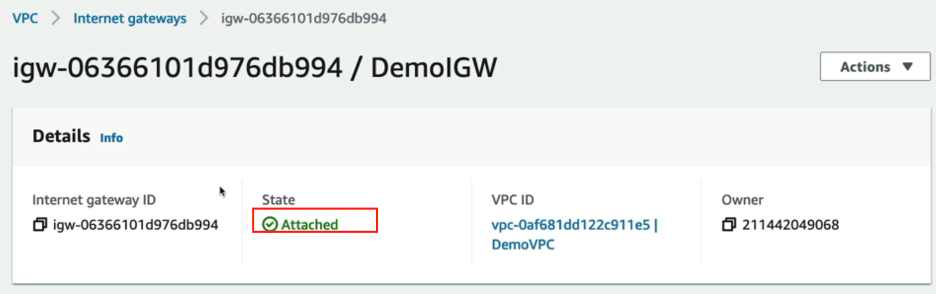 VPC > Internet gateways > igw-06366101d976db994
igw-06366101d976db994 / DemoIGW
Actions ▼
Details Info
Internet gateway ID
igw-06366101d976db994
State
Attached
VPC ID
vpc-0af681dd122c911e5 |
DemoVPC
Owner
211442049068